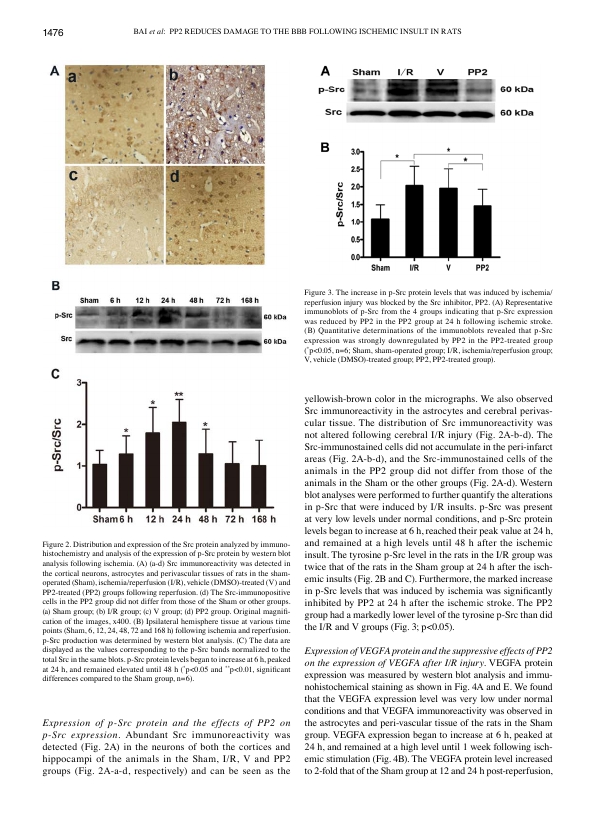 1476
BAI et al: PP2 REDUCES DAMAGE TO THE BBB FOLLOWING ISCHEMIC INSULT IN RATS
A
a
b
c
d
B
Sham 6 h 12 h 24 h 48 h 72 h 168 h
p-Src
60 kDa
Src
60 kDa
C
p-Src/Src
3
2
1
0
*
*
**
*
Sham 6 h 12 h 24 h 48 h 72 h 168 h
Figure 2. Distribution and expression of the Src protein analyzed by immuno-
histochemistry and analysis of the expression of p-Src protein by western blot
analysis following ischemia. (A) (a-d) Src immunoreactivity was detected in
the cortical neurons, astrocytes and perivascular tissues of rats in the sham-
operated (Sham), ischemia/reperfusion (I/R), vehicle (DMSO)-treated (V) and
PP2-treated (PP2) groups following reperfusion. (d) The Src-immunopositive
cells in the PP2 group did not differ from those of the Sham or other groups.
(a) Sham group; (b) I/R group; (c) V group; (d) PP2 group. Original magnifi-
cation of the images, x400. (B) Ipsilateral hemisphere tissue at various time
points (Sham, 6, 12, 24, 48, 72 and 168 h) following ischemia and reperfusion.
p-Src production was determined by western blot analysis. (C) The data are
displayed as the values corresponding to the p-Src bands normalized to the
total Src in the same blots. p-Src protein levels began to increase at 6 h, peaked
at 24 h, and remained elevated until 48 h (*p<0.05 and **p<0.01, significant
differences compared to the Sham group, n=6).
Expression of p-Src protein and the effects of PP2 on
p-Src expression. Abundant Src immunoreactivity was
detected (Fig. 2A) in the neurons of both the cortices and
hippocampi of the animals in the Sham, I/R, V and PP2
groups (Fig. 2A-a-d, respectively) and can be seen as the
A
Sham I/R V PP2
p-Src
60 kDa
Src
60 kDa
B
p-Src/Src
3.0
2.5
2.0
1.5
1.0
0.5
0.0
*
*
*
Sham I/R V PP2
Figure 3. The increase in p-Src protein levels that was induced by ischemia/
reperfusion injury was blocked by the Src inhibitor, PP2. (A) Representative
immunoblots of p-Src from the 4 groups indicating that p-Src expression
was reduced by PP2 in the PP2 group at 24 h following ischemic stroke.
(B) Quantitative determinations of the immunoblots revealed that p-Src
expression was strongly downregulated by PP2 in the PP2-treated group
(*p<0.05, n=6; Sham, sham-operated group; I/R, ischemia/reperfusion group;
V, vehicle (DMSO)-treated group; PP2, PP2-treated group).
yellowish-brown color in the micrographs. We also observed
Src immunoreactivity in the astrocytes and cerebral perivas-
cular tissue. The distribution of Src immunoreactivity was
not altered following cerebral I/R injury (Fig. 2A-b-d). The
Src-immunostained cells did not accumulate in the peri-infarct
areas (Fig. 2A-b-d), and the Src-immunostained cells of the
animals in the PP2 group did not differ from those of the
animals in the Sham or the other groups (Fig. 2A-d). Western
blot analyses were performed to further quantify the alterations
in p-Src that were induced by I/R insults. p-Src was present
at very low levels under normal conditions, and p-Src protein
levels began to increase at 6 h, reached their peak value at 24 h,
and remained at a high levels until 48 h after the ischemic
insult. The tyrosine p-Src level in the rats in the I/R group was
twice that of the rats in the Sham group at 24 h after the isch-
emic insults (Fig. 2B and C). Furthermore, the marked increase
in p-Src levels that was induced by ischemia was significantly
inhibited by PP2 at 24 h after the ischemic stroke. The PP2
group had a markedly lower level of the tyrosine p-Src than did
the I/R and V groups (Fig. 3; p<0.05).
Expression of VEGFA protein and the suppressive effects of PP2
on the expression of VEGFA after I/R injury. VEGFA protein
expression was measured by western blot analysis and immu-
nohistochemical staining as shown in Fig. 4A and E. We found
that the VEGFA expression level was very low under normal
conditions and that VEGFA immunoreactivity was observed in
the astrocytes and peri-vascular tissue of the rats in the Sham
group. VEGFA expression began to increase at 6 h, peaked at
24 h, and remained at a high level until 1 week following isch-
emic stimulation (Fig. 4B). The VEGFA protein level increased
to 2-fold that of the Sham group at 12 and 24 h post-reperfusion,